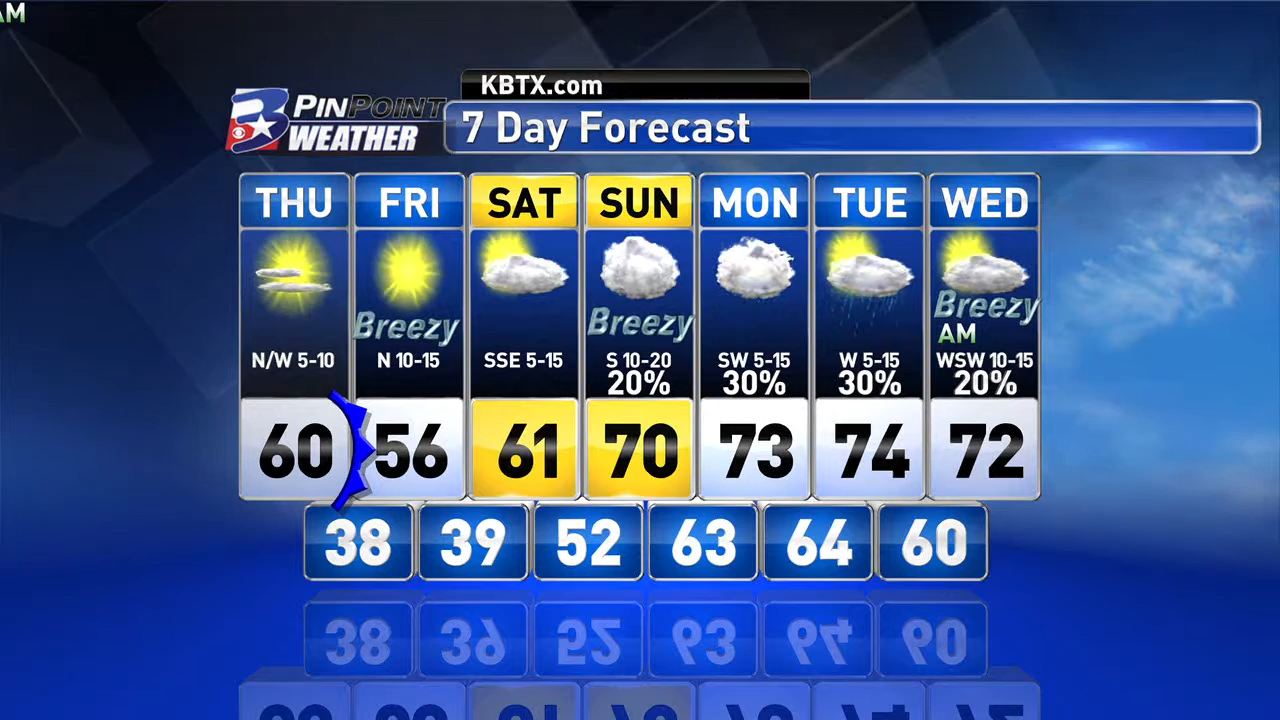 AM
KBTX.com
3 PINPOINT
WEATHER
7 Day Forecast
THU FRI SAT SUN MON TUE WED
Breezy Breezy Breezy
AM
N/W 5-10 N 10-15 SSE 5-15 S 10-20 SW 5-15 W 5-15 WSW 10-15
20% 30% 30% 20%
60 56 61 70 73 74 72
38 39 52 63 64 60